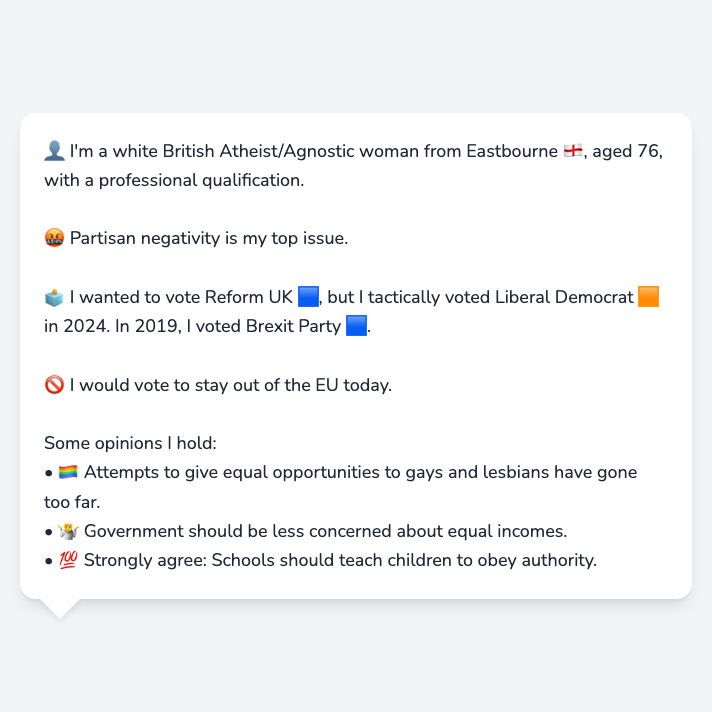 👤 I'm a white British Atheist/Agnostic woman from Eastbourne 🏴󠁧󠁢󠁥󠁮󠁧󠁿, aged 76,
with a professional qualification.
🤬 Partisan negativity is my top issue.
🗳️ I wanted to vote Reform UK 🟦, but I tactically voted Liberal Democrat 🟧
in 2024. In 2019, I voted Brexit Party 🟦.
🚫 I would vote to stay out of the EU today.
Some opinions I hold:
• 🏳️‍🌈 Attempts to give equal opportunities to gays and lesbians have gone
too far.
• 🤷 Government should be less concerned about equal incomes.
• 💯 Strongly agree: Schools should teach children to obey authority.